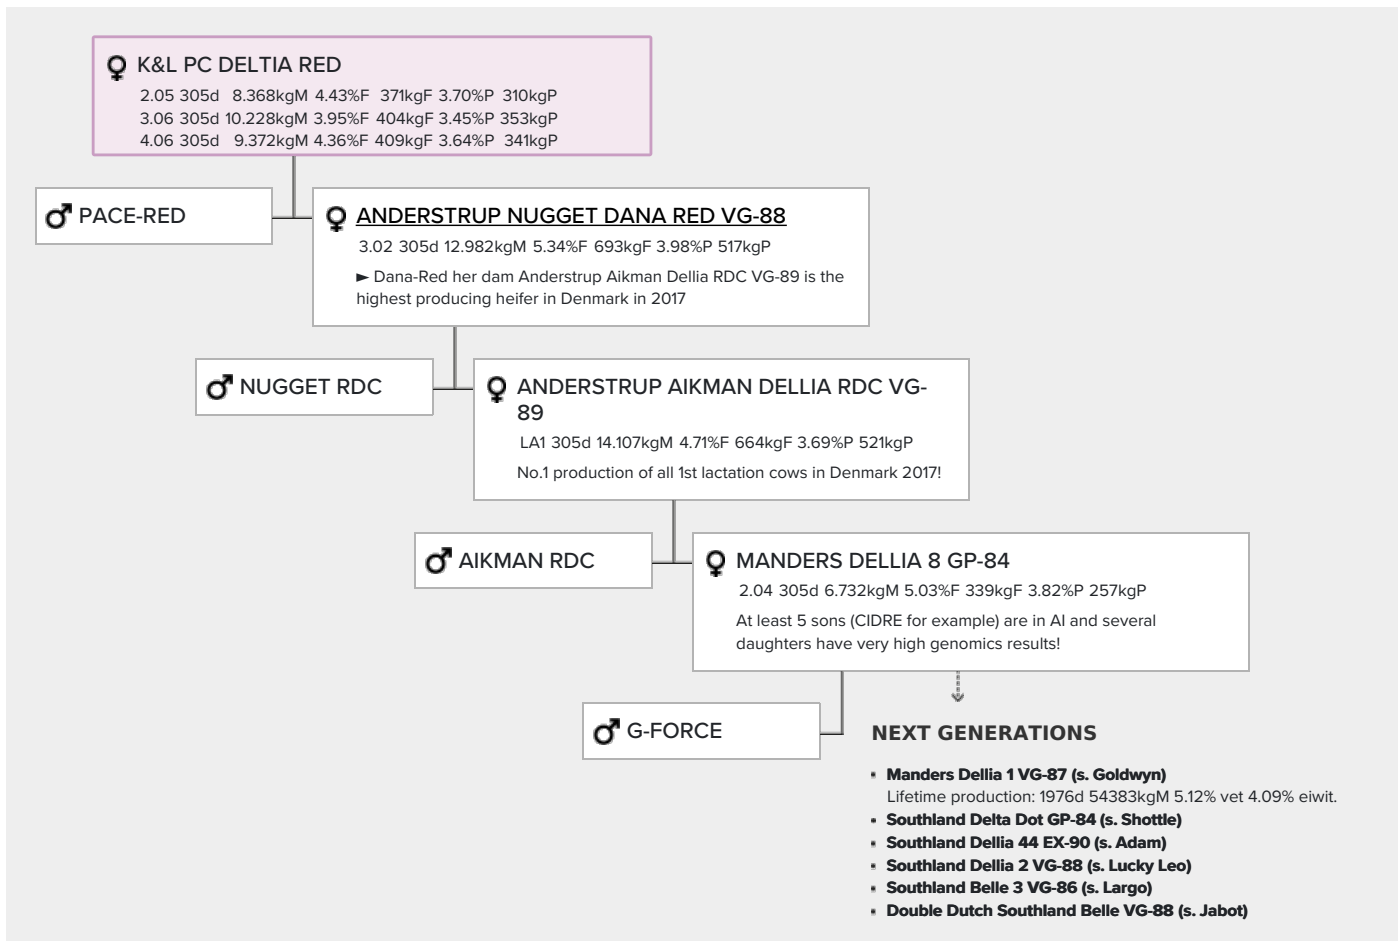 K&L PC DELTIA RED
2.05 305d 8.368kgM 4.43%F 371kgF 3.70%P 310kgP
3.06 305d 10.228kgM 3.95%F 404kgF 3.45%P 353kgP
4.06 305d 9.372kgM 4.36%F 409kgF 3.64%P 341kgP
PACE-RED
ANDERSTRUP NUGGET DANA RED VG-88
3.02 305d 12.982kgM 5.34%F 693kgF 3.98%P 517kgP
► Dana-Red her dam Anderstrup Aikman Dellia RDC VG-89 is the
highest producing heifer in Denmark in 2017
NUGGET RDC
ANDERSTRUP AIKMAN DELLIA RDC VG-
89
LA1 305d 14.107kgM 4.71%F 664kgF 3.69%P 521kgP
No.1 production of all 1st lactation cows in Denmark 2017!
AIKMAN RDC
MANDERS DELLIA 8 GP-84
2.04 305d 6.732kgM 5.03%F 339kgF 3.82%P 257kgP
At least 5 sons (CIDRE for example) are in AI and several
daughters have very high genomics results!
G-FORCE
NEXT GENERATIONS
Manders Dellia 1 VG-87 (s. Goldwyn)
Lifetime production: 1976d 54383kgM 5.12% vet 4.09% eiwit.
Southland Delta Dot GP-84 (s. Shottle)
Southland Dellia 44 EX-90 (s. Adam)
Southland Dellia 2 VG-88 (s. Lucky Leo)
Southland Belle 3 VG-86 (s. Largo)
Double Dutch Southland Belle VG-88 (s. Jabot)